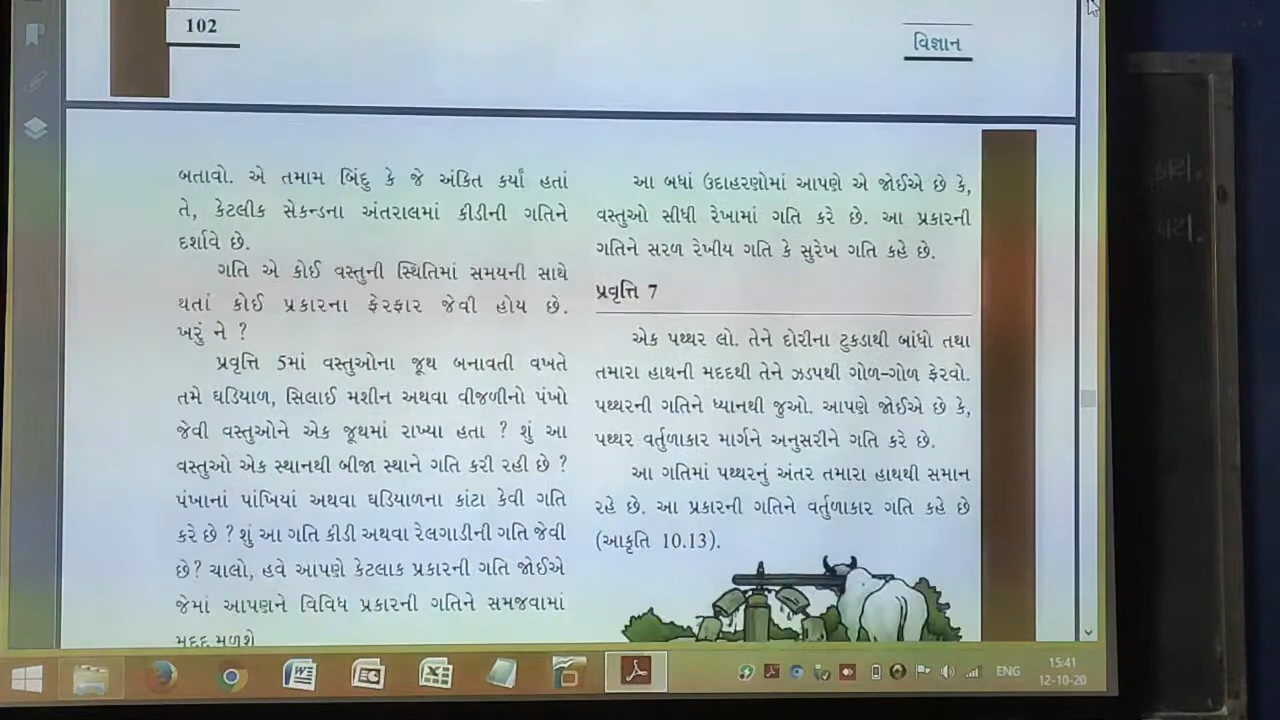 102
વિજ્ઞાન
બતાવો. એ તમામ બિંદુ કે જે અંકિત કર્યાં હતાં
તે, કેટલીક સેકન્ડના અંતરાલમાં કીડીની ગતિને
દર્શાવે છે.
ગતિ એ કોઈ વસ્તુની સ્થિતિમાં સમયની સાથે
થતાં કોઈ પ્રકારના ફેરફાર જેવી હોય છે.
ખરું ને ?
પ્રવૃત્તિ 5માં વસ્તુઓના જૂથ બનાવતી વખતે
તમે ઘડિયાળ, સિલાઈ મશીન અથવા વીજળીનો પંખો
જેવી વસ્તુઓને એક જૂથમાં રાખ્યા હતા ? શું આ
વસ્તુઓ એક સ્થાનથી બીજા સ્થાને ગતિ કરી રહી છે ?
પંખાનાં પાંખિયાં અથવા ઘડિયાળના કાંટા કેવી ગતિ
કરે છે ? શું આ ગતિ કીડી અથવા રેલગાડીની ગતિ જેવી
છે? ચાલો, હવે આપણે કેટલાક પ્રકારની ગતિ જોઈએ
જેમાં આપણને વિવિધ પ્રકારની ગતિને સમજવામાં
મદદ મળશે
આ બધાં ઉદાહરણોમાં આપણે એ જોઈએ છે કે,
વસ્તુઓ સીધી રેખામાં ગતિ કરે છે. આ પ્રકારની
ગતિને સરળ રેખીય ગતિ કે સુરેખ ગતિ કહે છે.
પ્રવૃત્તિ 7
એક પથ્થર લો. તેને દોરીના ટુકડાથી બાંધો તથા
તમારા હાથની મદદથી તેને ઝડપથી ગોળ-ગોળ ફેરવો.
પથ્થરની ગતિને ધ્યાનથી જુઓ. આપણે જોઈએ છે કે,
પથ્થર વર્તુળાકાર માર્ગને અનુસરીને ગતિ કરે છે.
આ ગતિમાં પથ્થરનું અંતર તમારા હાથથી સમાન
રહે છે. આ પ્રકારની ગતિને વર્તુળાકાર ગતિ કહે છે
(આકૃતિ 10.13).
ENG
15:41
12-10-20